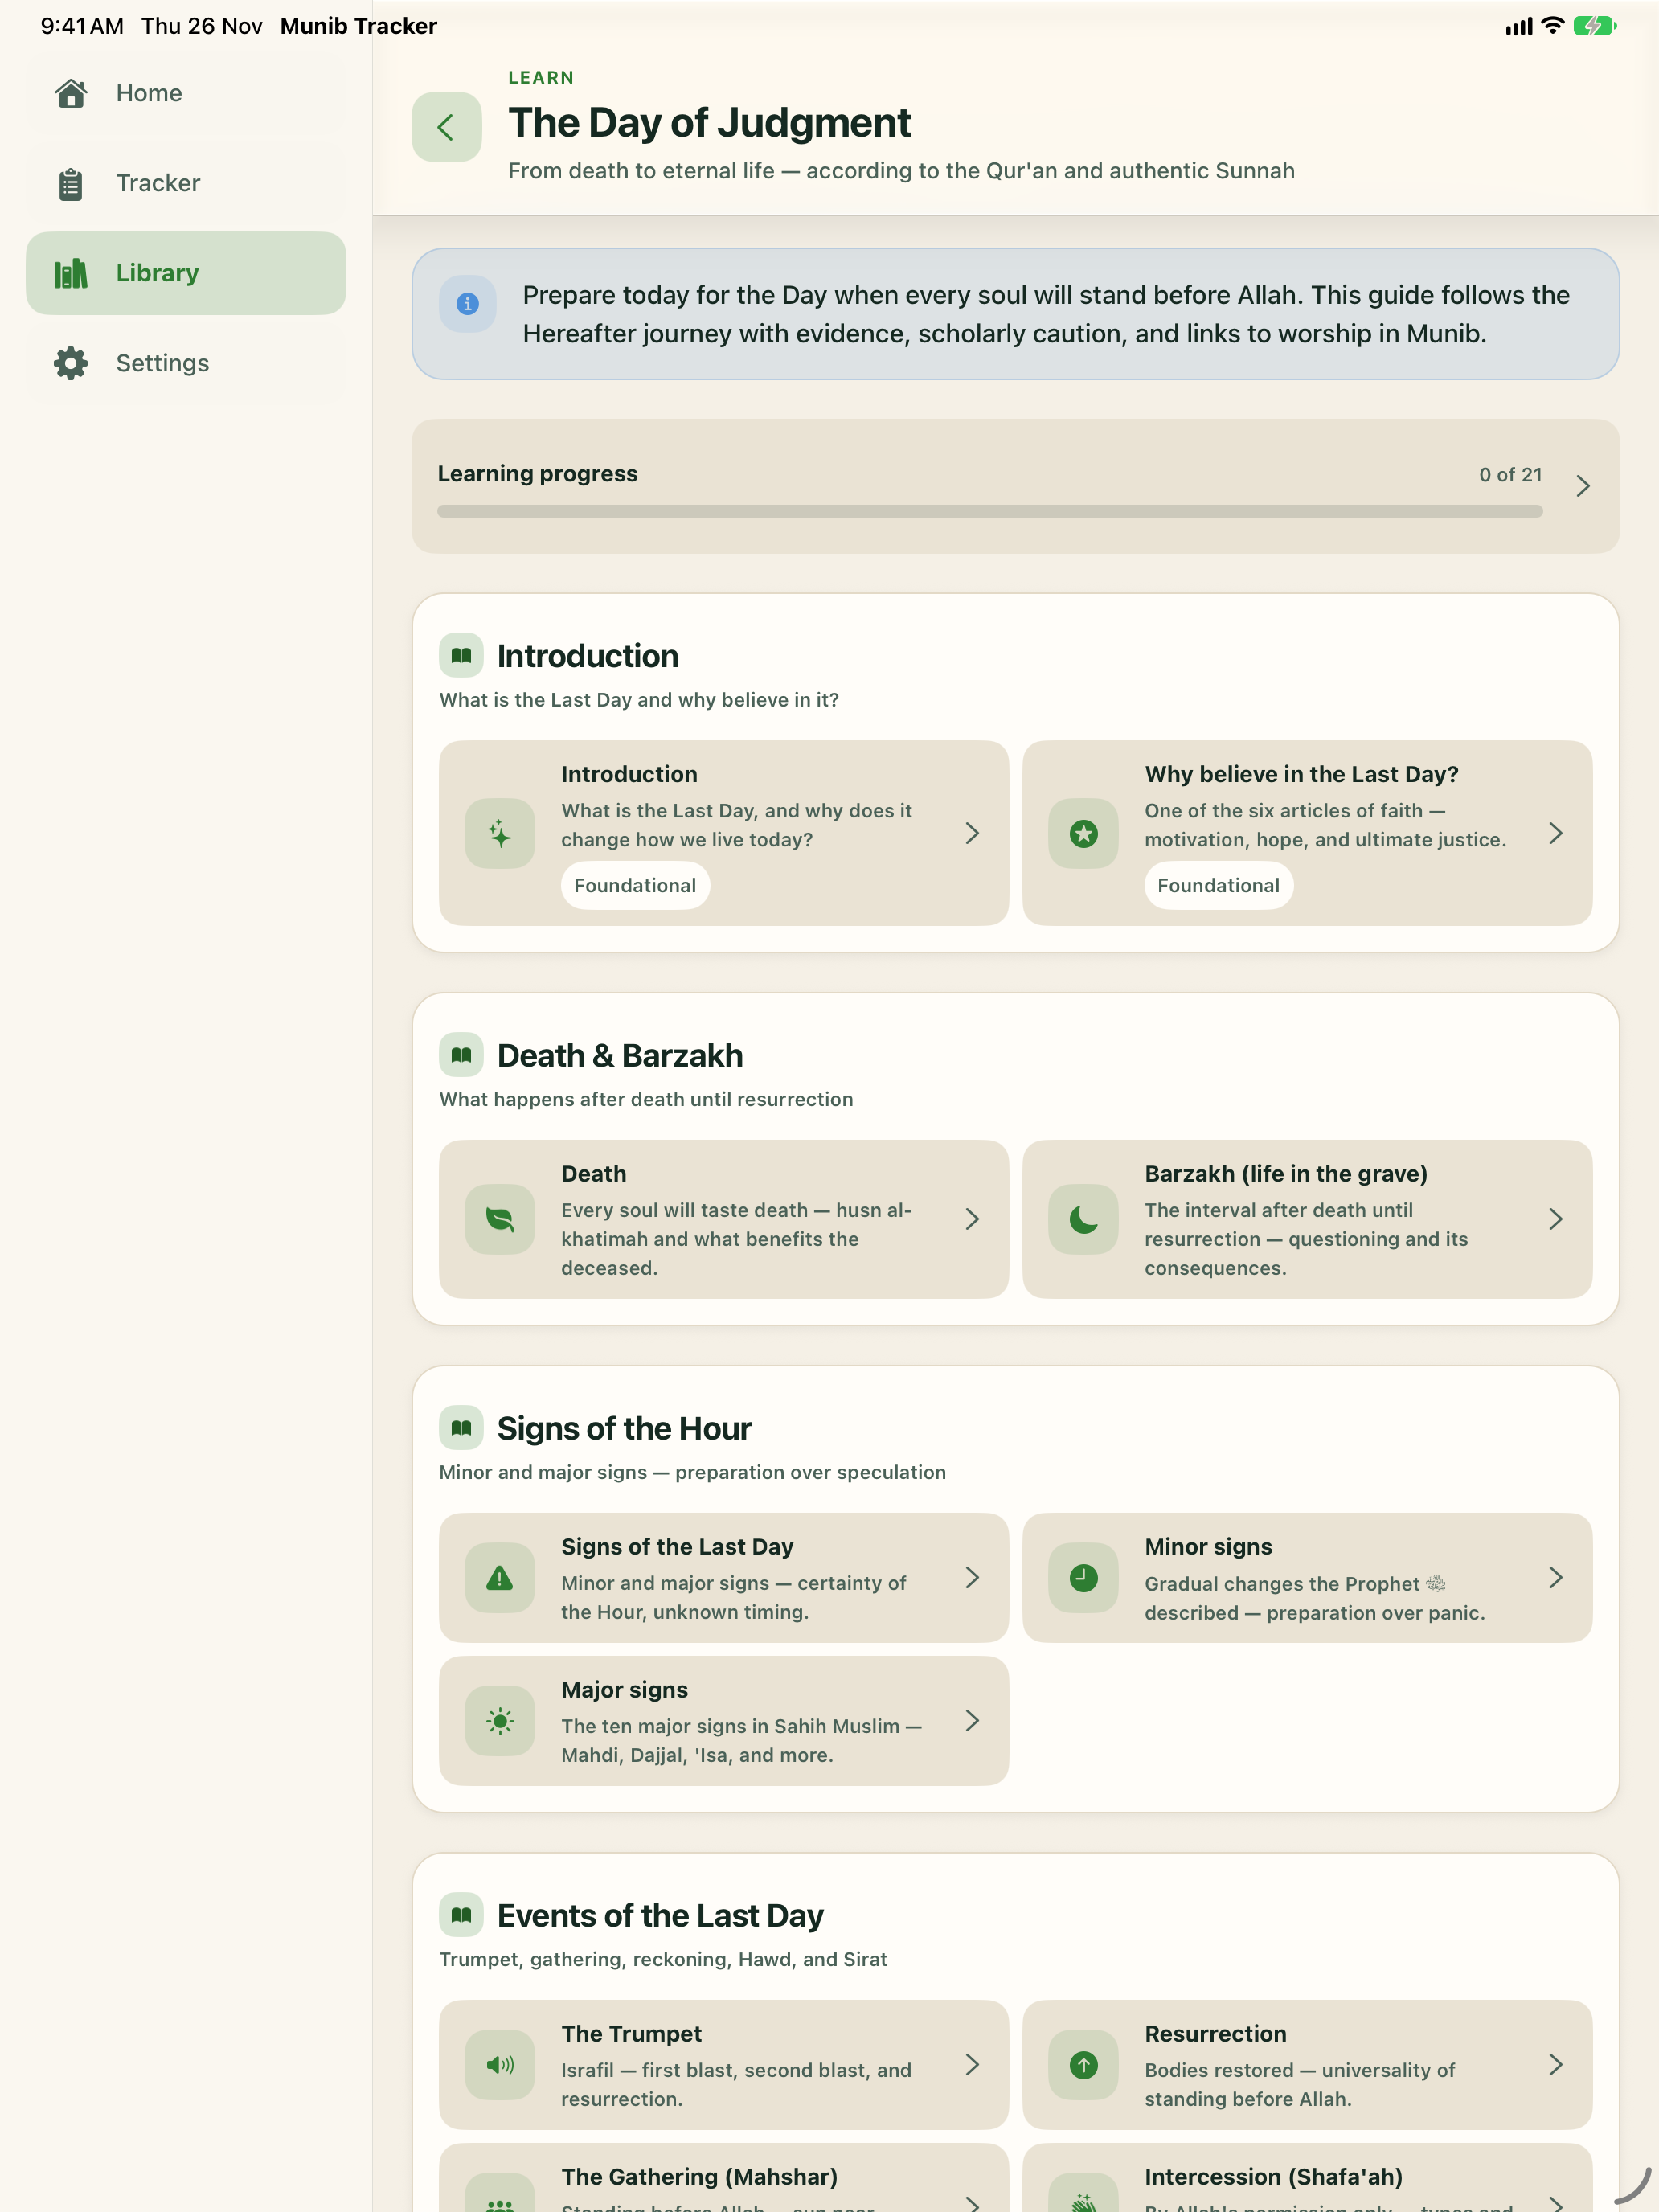 9:41 AM Thu 26 Nov Munib Tracker
Home
Tracker
Library
Settings
LEARN
The Day of Judgment
From death to eternal life — according to the Qur'an and authentic Sunnah
Prepare today for the Day when every soul will stand before Allah. This guide follows the
Hereafter journey with evidence, scholarly caution, and links to worship in Munib.
Learning progress
0 of 21
Introduction
What is the Last Day and why believe in it?
Introduction
What is the Last Day, and why does it
change how we live today?
Foundational
Why believe in the Last Day?
One of the six articles of faith —
motivation, hope, and ultimate justice.
Foundational
Death & Barzakh
What happens after death until resurrection
Death
Every soul will taste death — husn al-
khatimah and what benefits the
deceased.
Barzakh (life in the grave)
The interval after death until
resurrection — questioning and its
consequences.
Signs of the Hour
Minor and major signs — preparation over speculation
Signs of the Last Day
Minor and major signs — certainty of
the Hour, unknown timing.
Minor signs
Gradual changes the Prophet ﷺ
described — preparation over panic.
Major signs
The ten major signs in Sahih Muslim —
Mahdi, Dajjal, 'Isa, and more.
Events of the Last Day
Trumpet, gathering, reckoning, Hawd, and Sirat
The Trumpet
Israfil — first blast, second blast, and
resurrection.
Resurrection
Bodies restored — universality of
standing before Allah.
The Gathering (Mahshar)
Standing before Allah — sun near
Intercession (Shafa'ah)
By Allah's permission only — types and